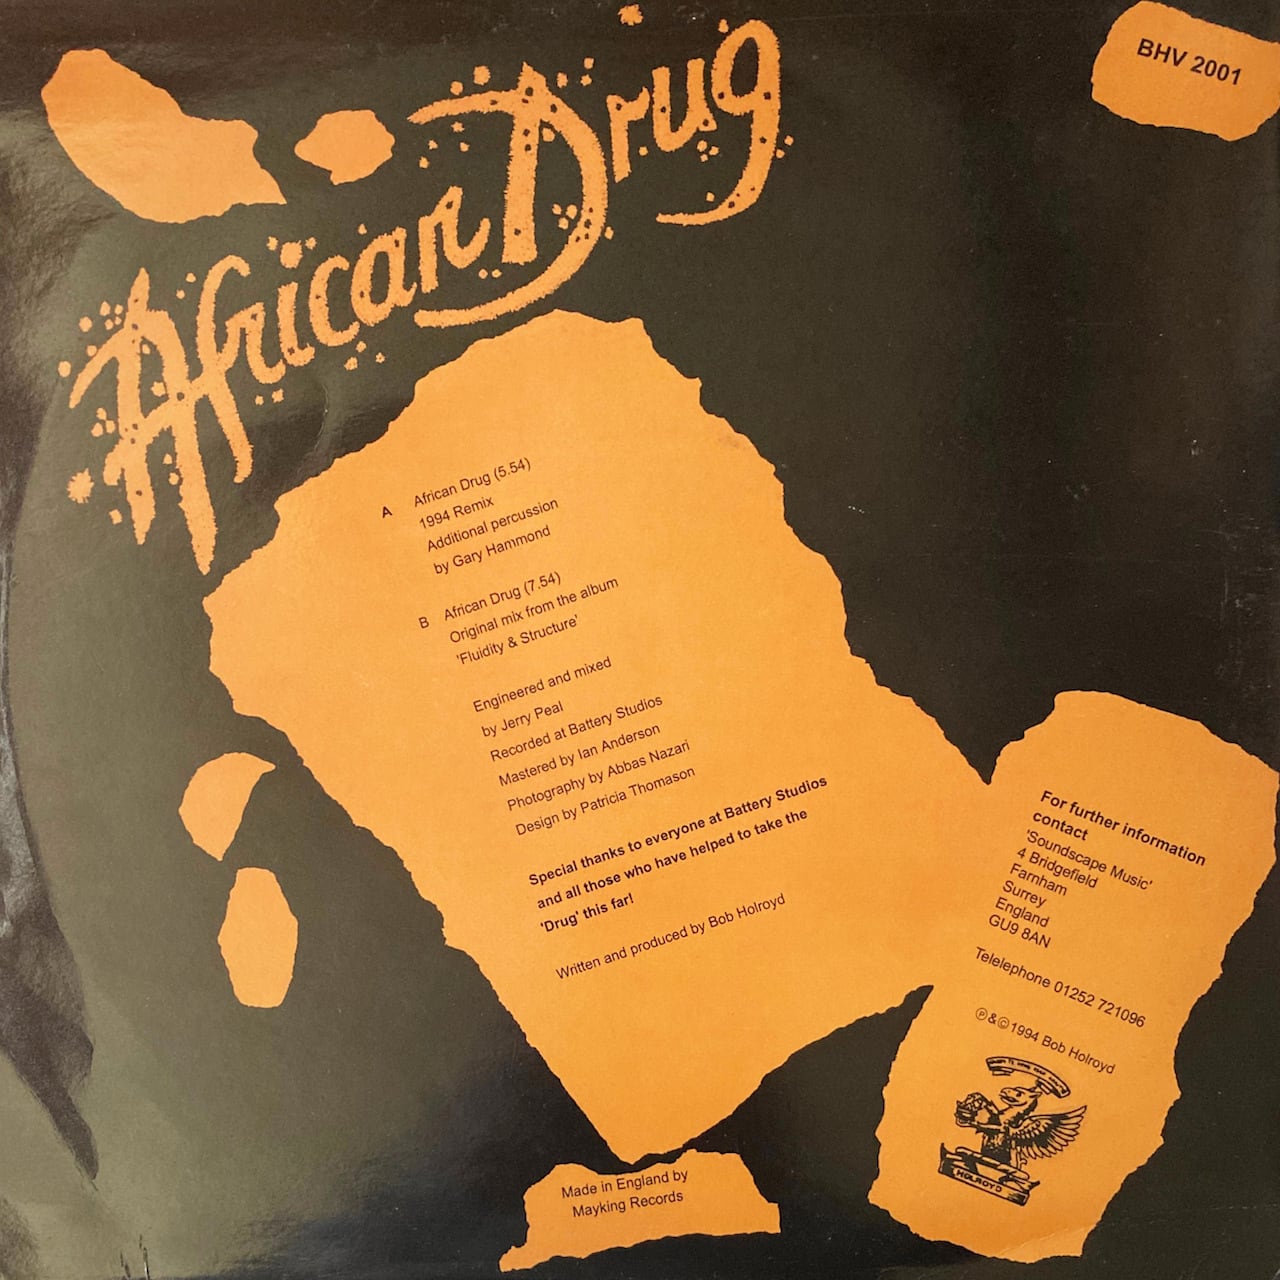 African Drug
BHV 2001
A African Drug (5.54)
1994 Remix
Additional percussion
by Gary Hammond
B African Drug (7.54)
Original mix from the album
'Fluidity & Structure'
Engineered and mixed
by Jerry Peal
Recorded at Battery Studios
Mastered by Ian Anderson
Photography by Abbas Nazari
Design by Patricia Thomason
Special thanks to everyone at Battery Studios
and all those who have helped to take the
'Drug' this far!
Written and produced by Bob Holroyd
For further information
contact
'Soundscape Music'
4 Bridgefield
Farnham
Surrey
England
GU9 8AN
Telelephone 01252 721096
℗&©1994 Bob Holroyd
HOLROYD
Made in England by
Mayking Records